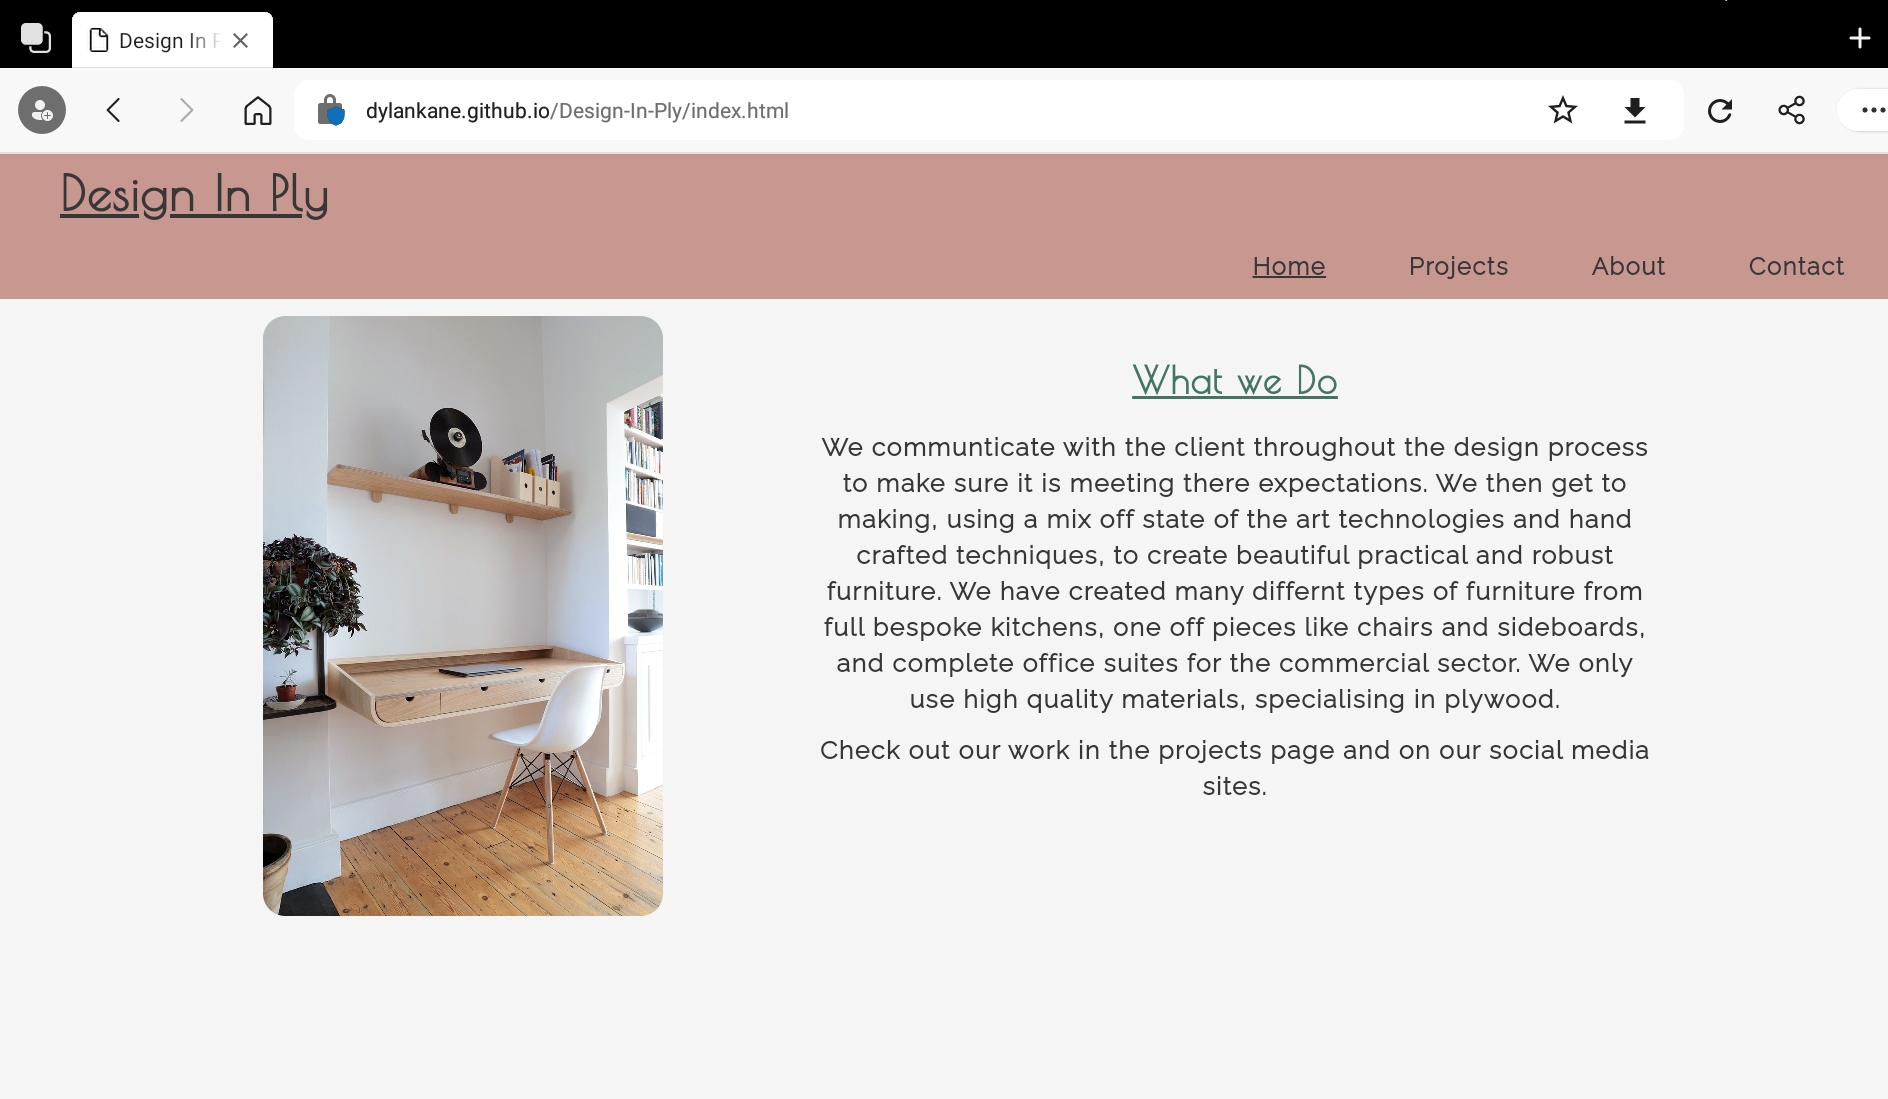 Design In
dylankane.github.io/Design-In-Ply/index.html
Design In Ply
Home Projects About Contact
What we Do
We communticate with the client throughout the design process
to make sure it is meeting there expectations. We then get to
making, using a mix off state of the art technologies and hand
crafted techniques, to create beautiful practical and robust
furniture. We have created many differnt types of furniture from
full bespoke kitchens, one off pieces like chairs and sideboards,
and complete office suites for the commercial sector. We only
use high quality materials, specialising in plywood.
Check out our work in the projects page and on our social media
sites.